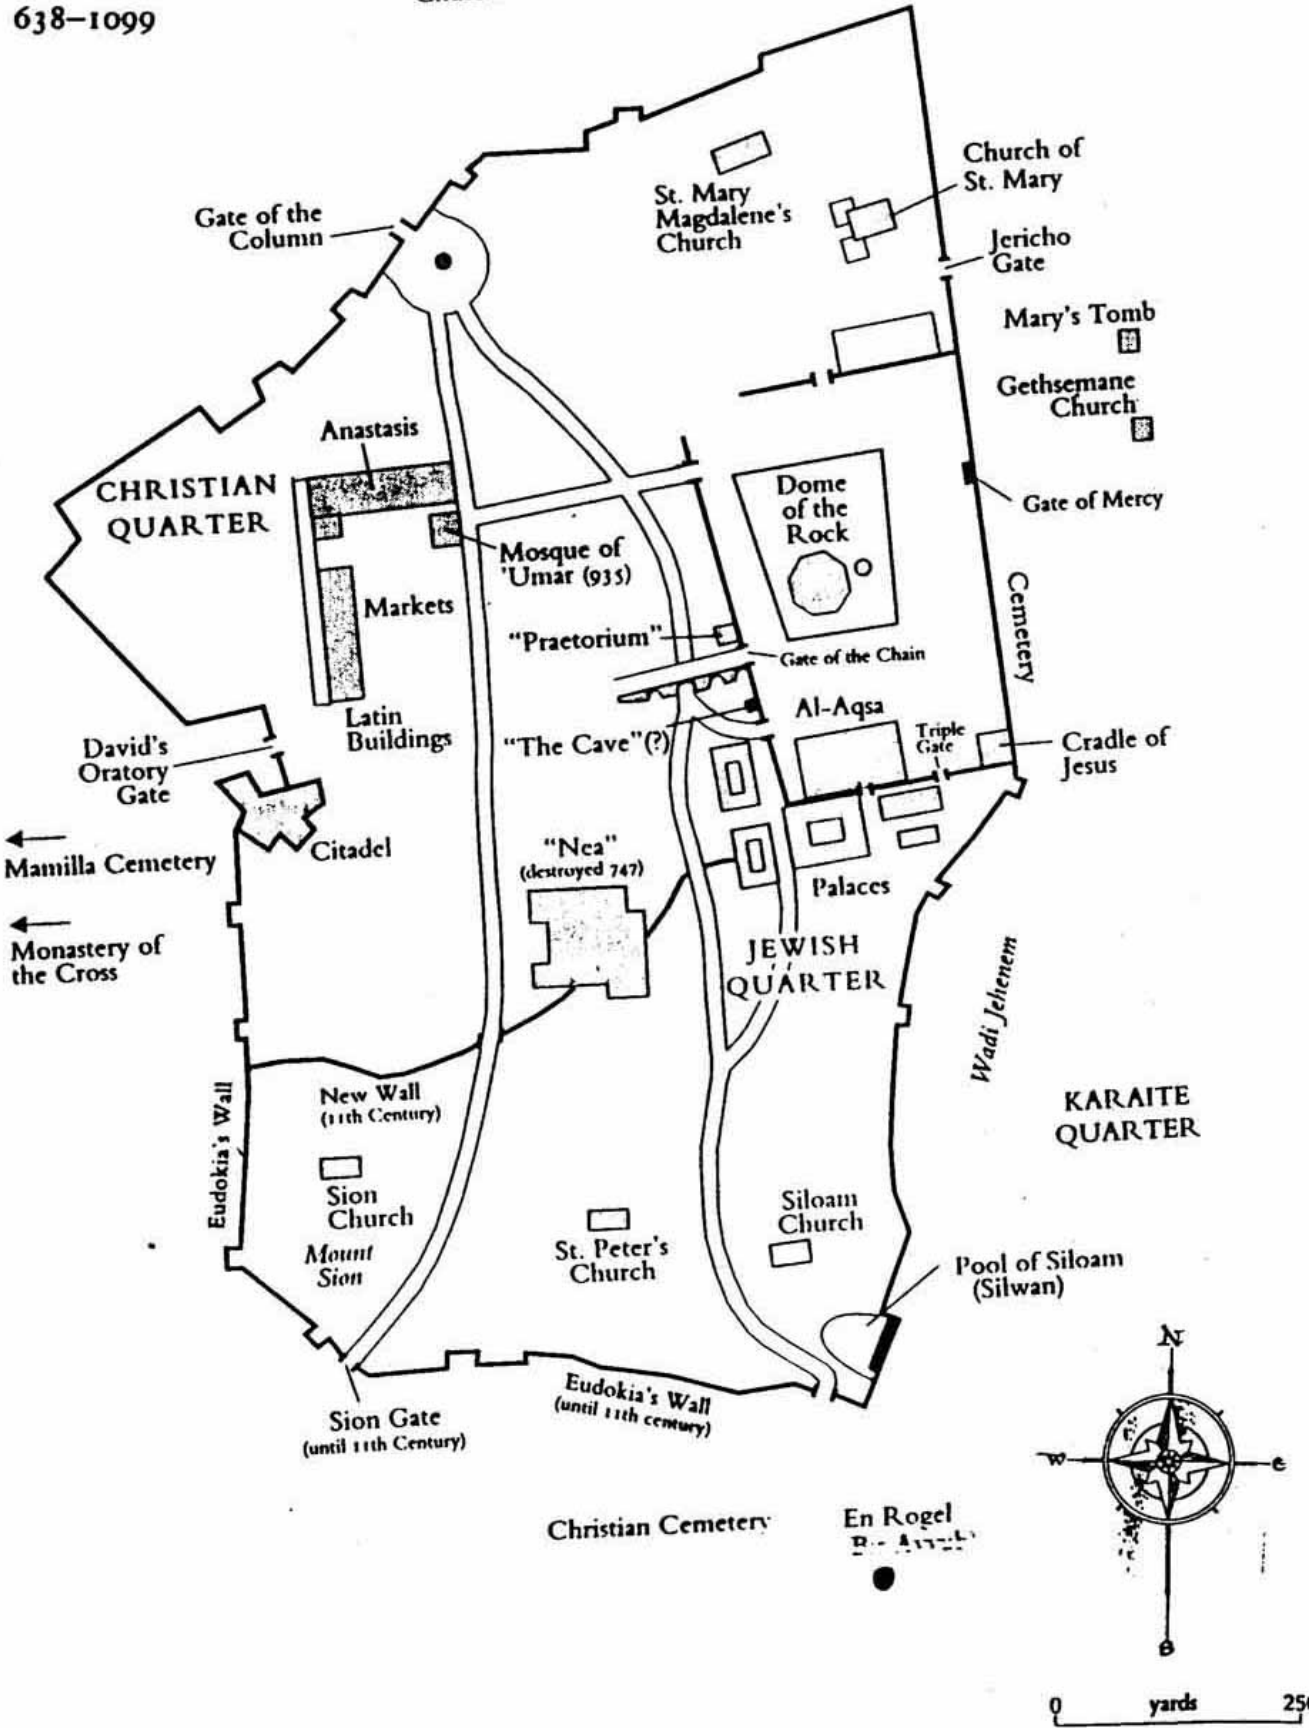 638–1099
St. Mary
Magdalene's
Church
Church of
St. Mary
Gate of the
Column
Jericho
Gate
Mary's Tomb
Gethsemane
Church
Anastasis
CHRISTIAN
QUARTER
Dome
of the
Rock
Gate of Mercy
Mosque of
'Umar (935)
Markets
Cemetery
"Praetorium"
Gate of the Chain
Latin
Buildings
Al-Aqsa
"The Cave"(?)
Triple
Gate
Cradle of
Jesus
David's
Oratory
Gate
Citadel
Mamilla Cemetery
"Nea"
(destroyed 747)
Palaces
Monastery of
the Cross
JEWISH
QUARTER
Wadi Jehenem
New Wall
(11th Century)
Eudokia's Wall
KARAITE
QUARTER
Sion
Church
Mount
Sion
St. Peter's
Church
Siloam
Church
Pool of Siloam
(Silwan)
Sion Gate
(until 11th Century)
Eudokia's Wall
(until 11th century)
Christian Cemetery
En Rogel
N
W
E
S
0 yards